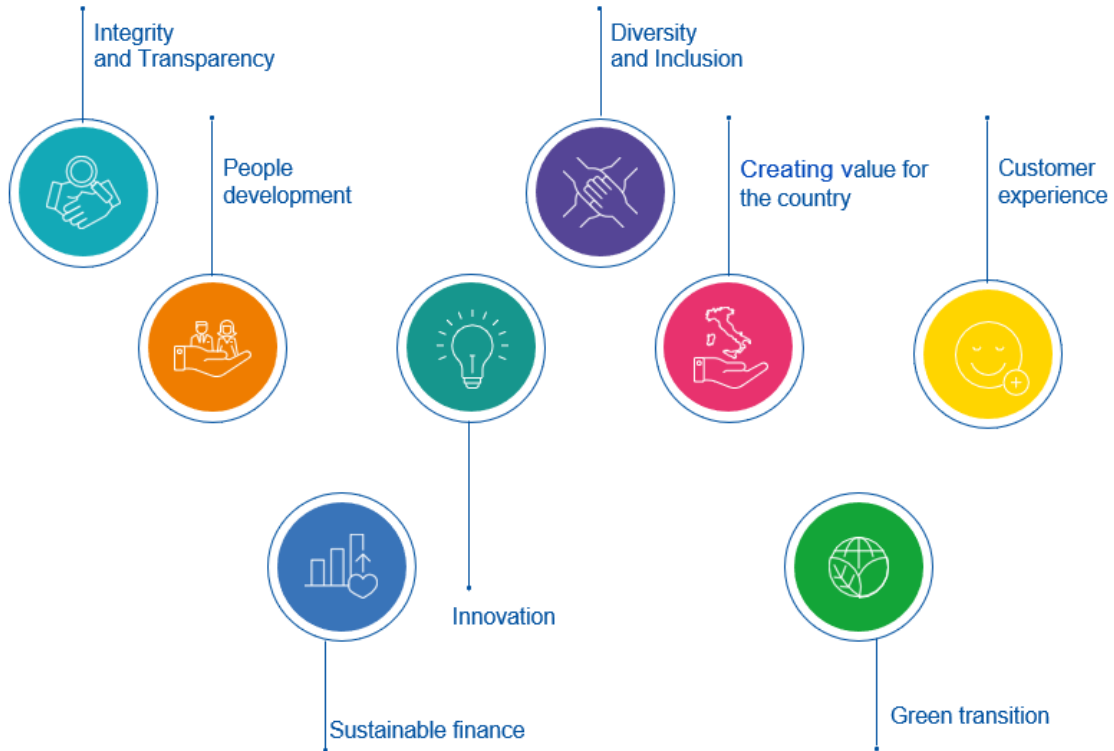 Integrity
and Transparency
Diversity
and Inclusion
People
development
Creating value for
the country
Customer
experience
Innovation
Sustainable finance
Green transition